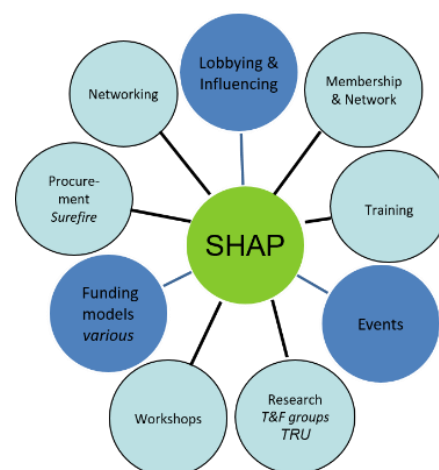 Lobbying &
Influencing
Membership
& Network
Networking
Procure-
ment
Surefire
Training
SHAP
Funding
models
various
Events
Workshops
Research
T&F groups
TRU